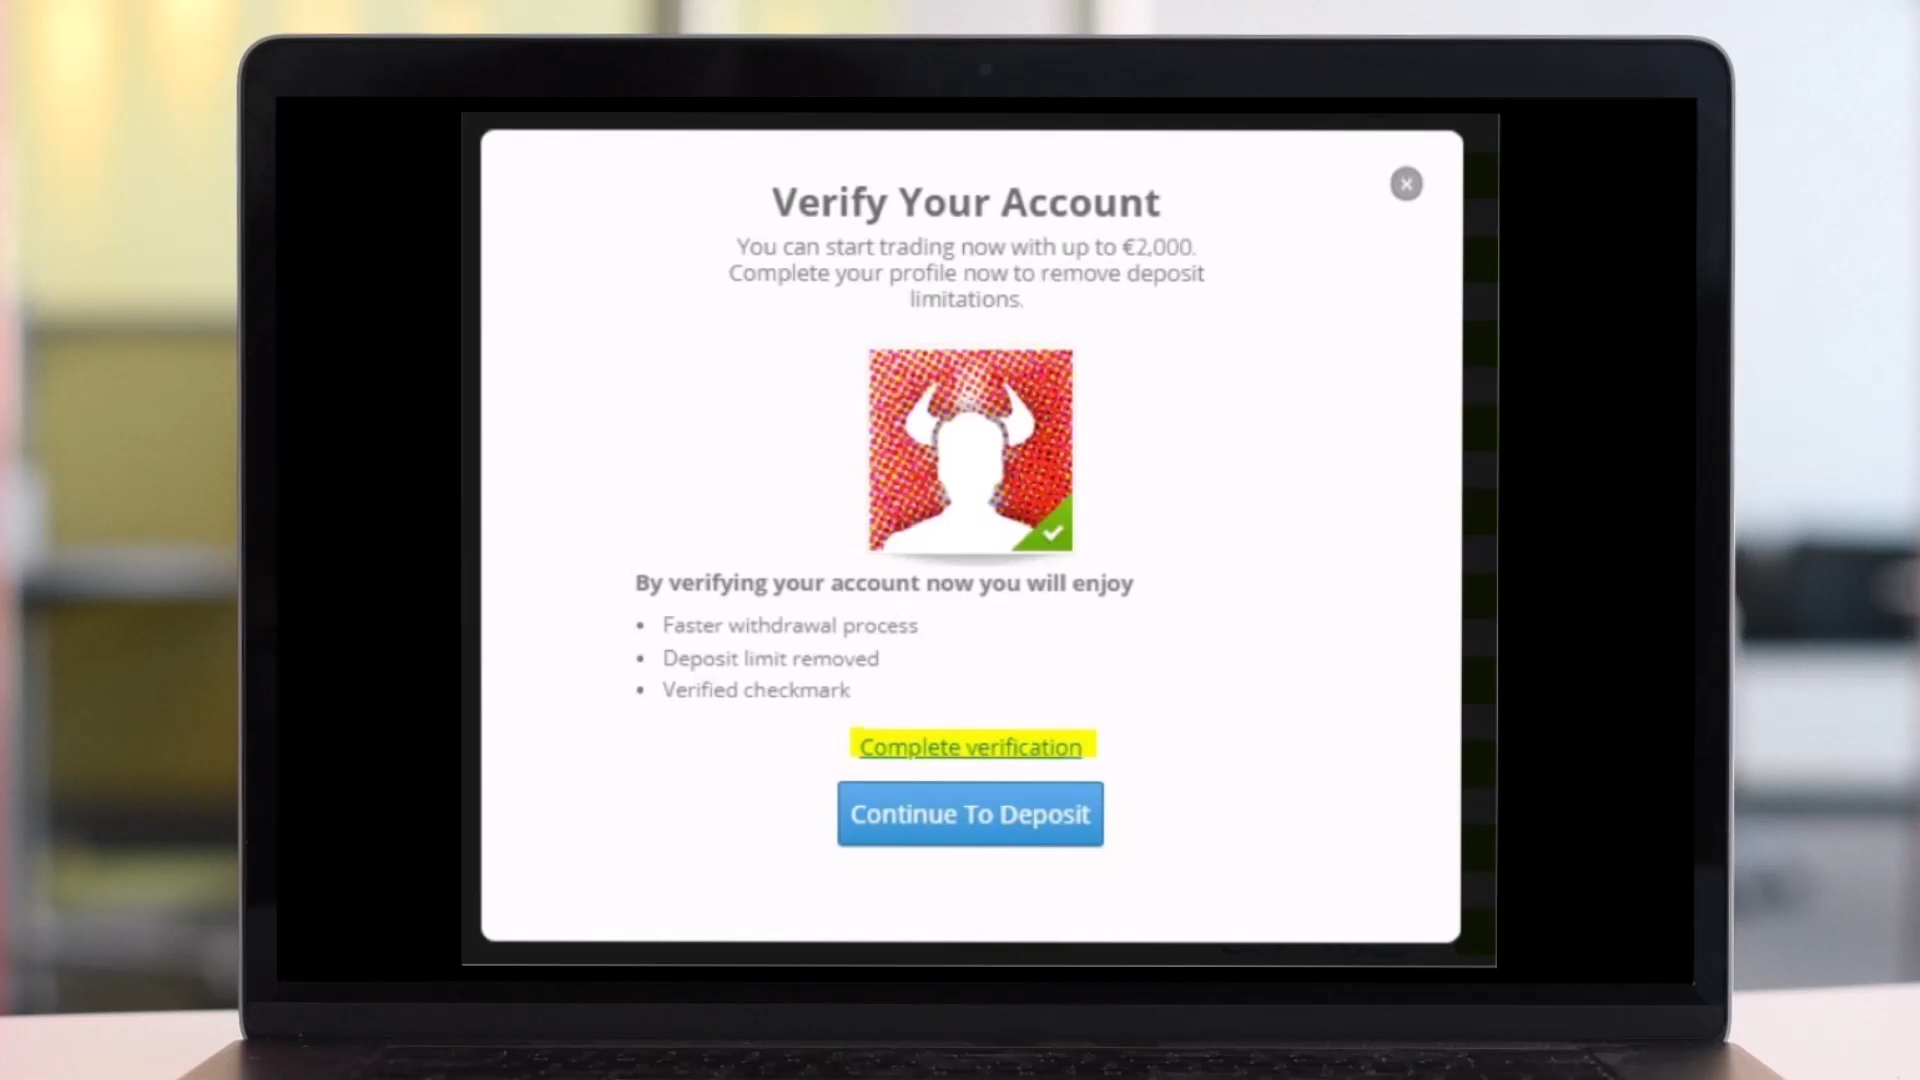 Verify Your Account
You can start trading now with up to €2,000.
Complete your profile now to remove deposit
limitations.
By verifying your account now you will enjoy
• Faster withdrawal process
• Deposit limit removed
• Verified checkmark
Complete verification
Continue To Deposit